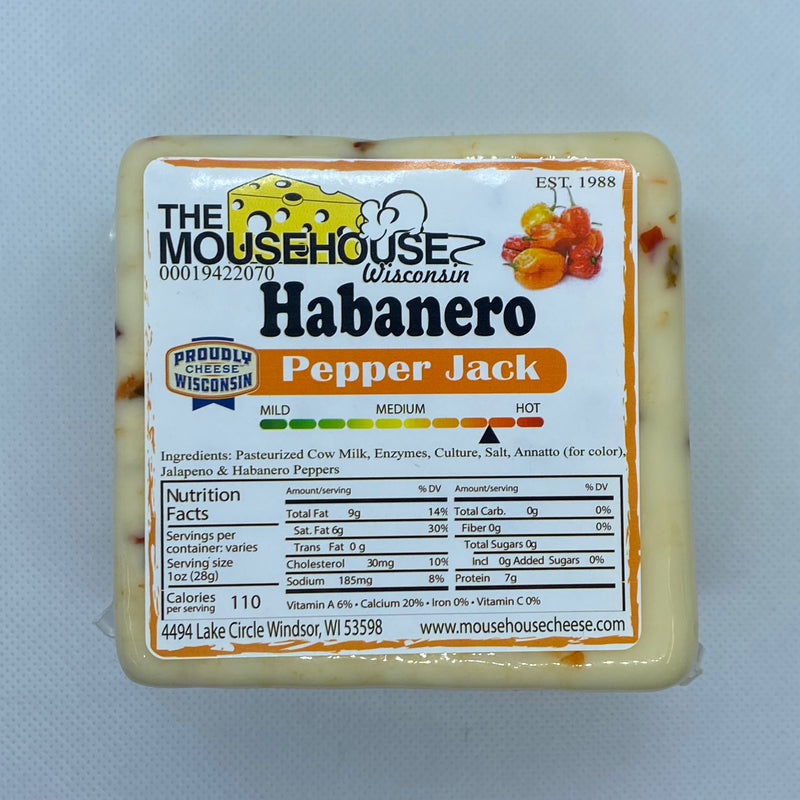 EST. 1988
THE
MOUSEHOUSE
00019422070
Wisconsin
Habanero
PROUDLY
CHEESE
WISCONSIN
Pepper Jack
MILD MEDIUM HOT
Ingredients: Pasteurized Cow Milk, Enzymes, Culture, Salt, Annatto (for color),
Jalapeno & Habanero Peppers
Nutrition
Facts
Servings per
container: varies
Serving size
1oz (28g)
Calories
per serving 110
Amount/serving % DV
Total Fat 9g 14%
Sat. Fat 6g 30%
Trans Fat 0 g
Cholesterol 30mg 10%
Sodium 185mg 8%
Amount/serving % DV
Total Carb. 0g 0%
Fiber 0g 0%
Total Sugars 0g
Incl 0g Added Sugars 0%
Protein 7g
Vitamin A 6% • Calcium 20% • Iron 0% • Vitamin C 0%
4494 Lake Circle Windsor, WI 53598 www.mousehousecheese.com